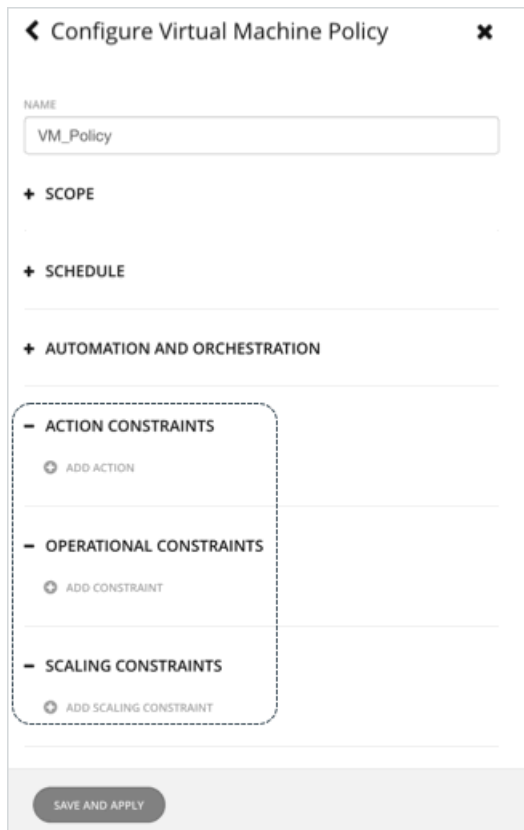 Configure Virtual Machine Policy
NAME
VM_Policy
SCOPE
SCHEDULE
AUTOMATION AND ORCHESTRATION
ACTION CONSTRAINTS
ADD ACTION
OPERATIONAL CONSTRAINTS
ADD CONSTRAINT
SCALING CONSTRAINTS
ADD SCALING CONSTRAINT
SAVE AND APPLY